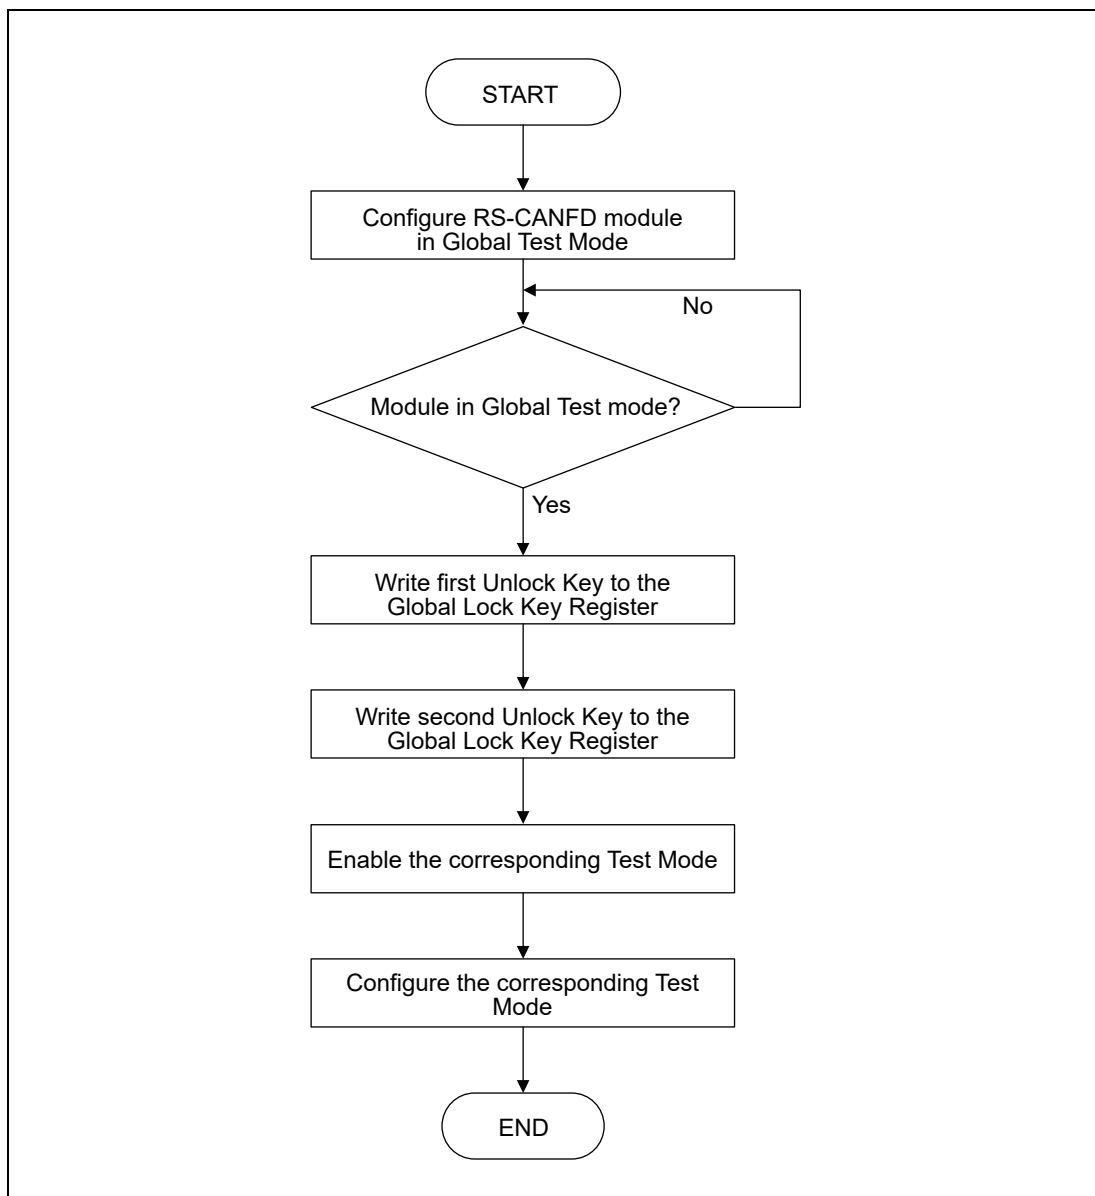 START
Configure RS-CANFD module
in Global Test Mode
No
Module in Global Test mode?
Yes
Write first Unlock Key to the
Global Lock Key Register
Write second Unlock Key to the
Global Lock Key Register
Enable the corresponding Test Mode
Configure the corresponding Test
Mode
END